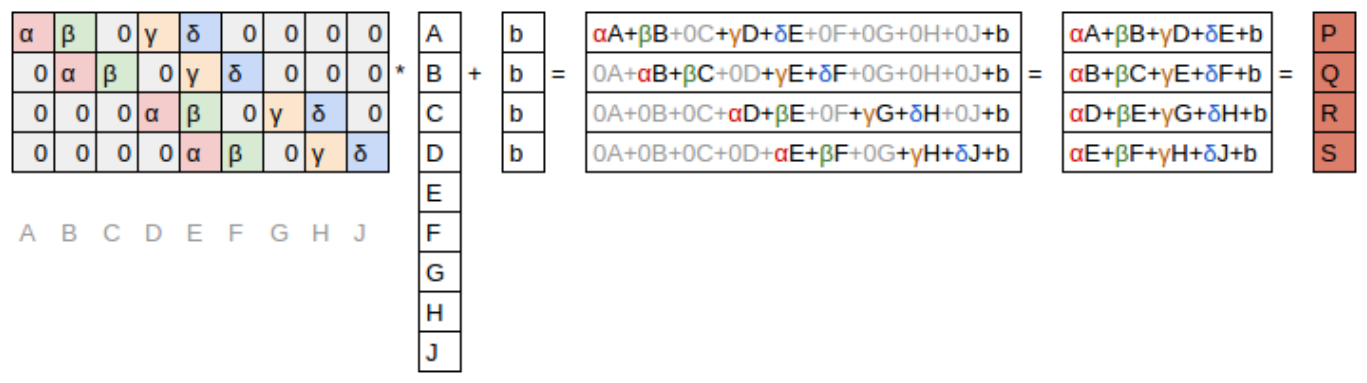 α β 0 γ δ 0 0 0 0 A b αA+βB+0C+γD+δE+0F+0G+0H+0J+b αA+βB+γD+δE+b P
0 α β 0 γ δ 0 0 0 * B + b = 0A+αB+βC+0D+γE+δF+0G+0H+0J+b = αB+βC+γE+δF+b = Q
0 0 0 α β 0 γ δ 0 C b 0A+0B+0C+αD+βE+0F+γG+δH+0J+b αD+βE+γG+δH+b R
0 0 0 0 α β 0 γ δ D b 0A+0B+0C+0D+αE+βF+0G+γH+δJ+b αE+βF+γH+δJ+b S
E
A B C D E F G H J F
G
H
J